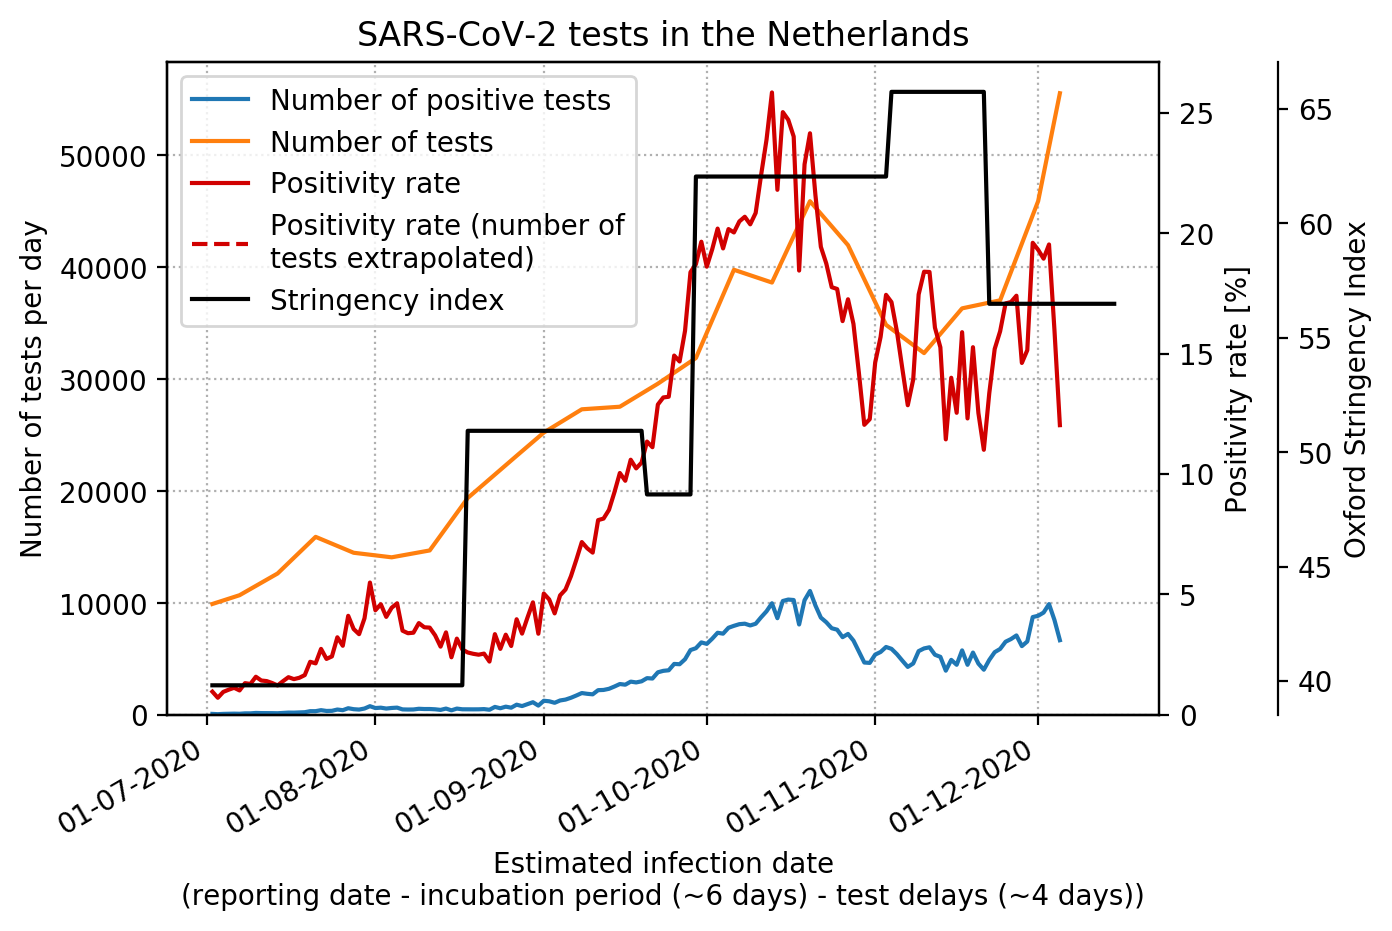 SARS-CoV-2 tests in the Netherlands
Number of positive tests
Number of tests
Positivity rate
Positivity rate (number of
tests extrapolated)
Stringency index
Number of tests per day
50000
40000
30000
20000
10000
0
25
20
15
10
5
0
Positivity rate [%]
65
60
55
50
45
40
Oxford Stringency Index
01-07-2020
01-08-2020
01-09-2020
01-10-2020
01-11-2020
01-12-2020
Estimated infection date
(reporting date - incubation period (~6 days) - test delays (~4 days))